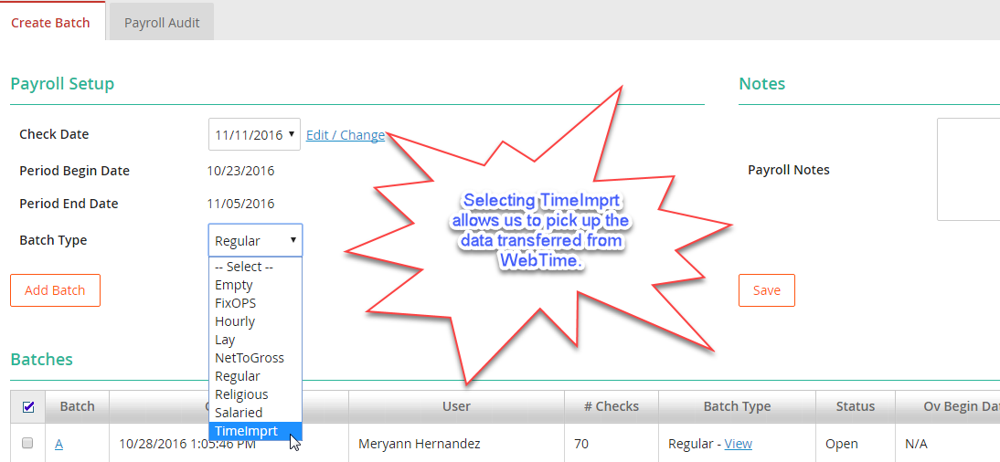 Create Batch
Payroll Audit
Payroll Setup
Notes
Check Date
11/11/2016
Edit / Change
Period Begin Date
10/23/2016
Payroll Notes
Period End Date
11/05/2016
Batch Type
Regular
Selecting TimeImprt
allows us to pick up the
data transferred from
WebTime.
-- Select --
Empty
FixOPS
Hourly
Lay
NetToGross
Regular
Religious
Salaried
TimeImprt
Add Batch
Save
Batches
Batch
User
# Checks
Batch Type
Status
Ov Begin
A
10/28/2016 1:05:46 PM
Meryann Hernandez
70
Regular - View
Open
N/A